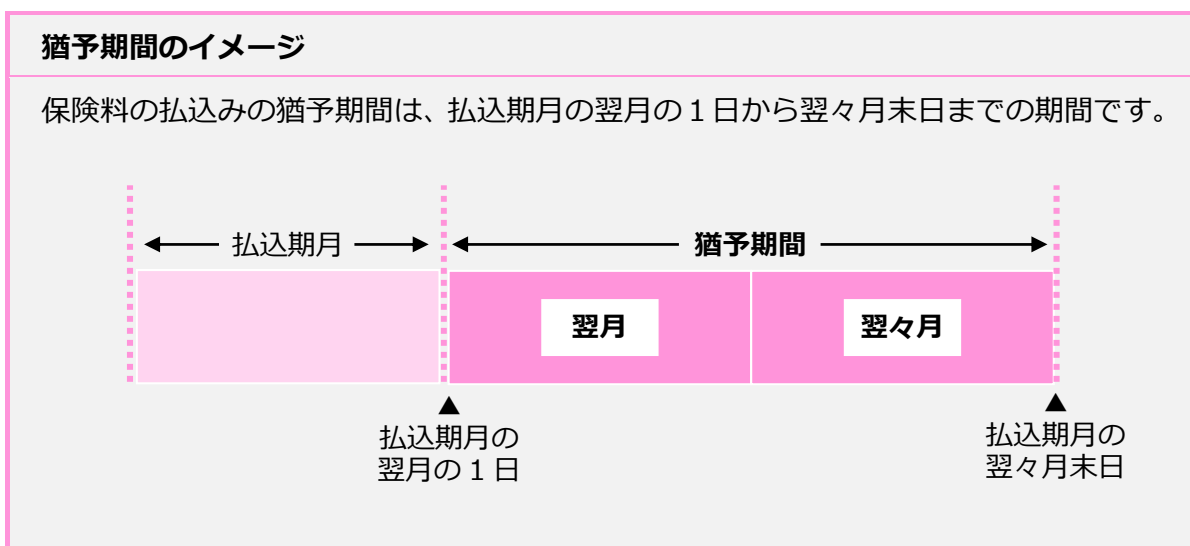 猶予期間のイメージ
保険料の払込みの猶予期間は、払込期月の翌月の１日から翌々月末日までの期間です。
払込期月
猶予期間
翌月
翌々月
▲
払込期月の
翌月の１日
▲
払込期月の
翌々月末日